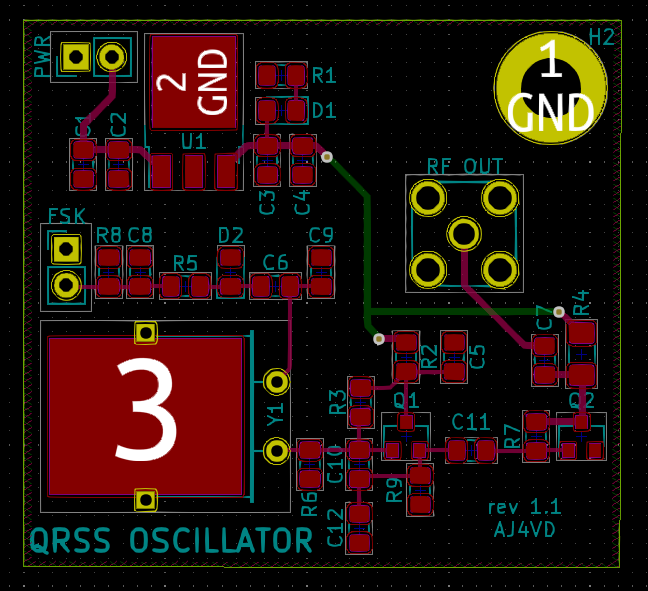 H2
PWR
2
GND
1
GND
R1
D1
C1
C2
U1
C3
C4
RF OUT
FSK
R8
C8
R5
D2
C6
C9
R4
C7
R2
C5
3
Y1
R3
Q1
C11
R7
Q2
R6
C10
R9
C12
rev 1.1
AJ4VD
QRSS OSCILLATOR